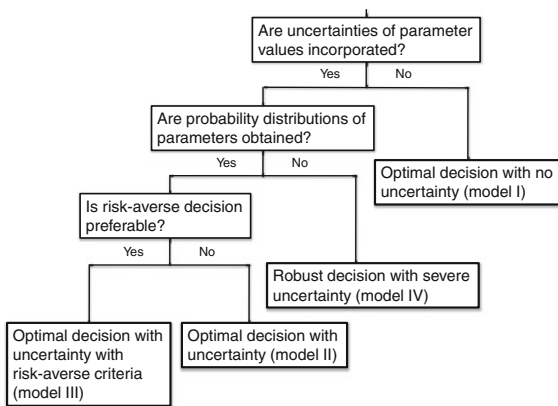 Are uncertainties of parameter
values incorporated?
Yes No
Are probability distributions of
parameters obtained?
Yes No
Optimal decision with no
uncertainty (model I)
Is risk-averse decision
preferable?
Yes No
Robust decision with severe
uncertainty (model IV)
Optimal decision with
uncertainty with
risk-averse criteria
(model III)
Optimal decision with
uncertainty (model II)